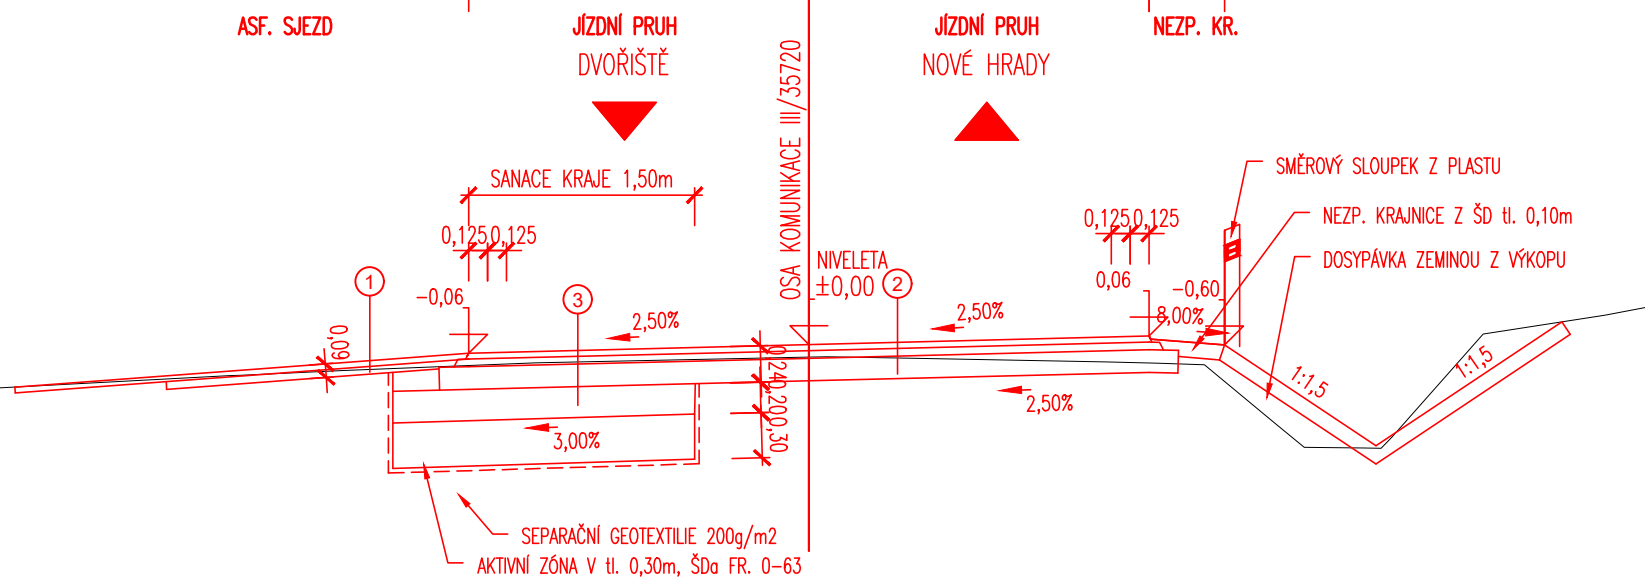 ASF. SJEZD
JÍZDNÍ PRUH
DVOŘIŠTĚ
JÍZDNÍ PRUH
NOVÉ HRADY
NEZP. KR.
OSA KOMUNIKACE III/35720
SANACE KRAJE 1,50m
0,125
0,125
0,125
0,125
SMĚROVÝ SLOUPEK Z PLASTU
NEZP. KRAJNICE Z ŠD tl. 0,10m
DOSYPÁVKA ZEMINOU Z VÝKOPU
NIVELETA
±0,00
1
2
3
-0,06
0,06
-0,60
8,00%
2,50%
2,50%
0,09
0,24
0,20
0,30
2,50%
3,00%
1:1,5
1:1,5
SEPARAČNÍ GEOTEXTILIE 200g/m2
AKTIVNÍ ZÓNA V tl. 0,30m, ŠDa FR. 0-63